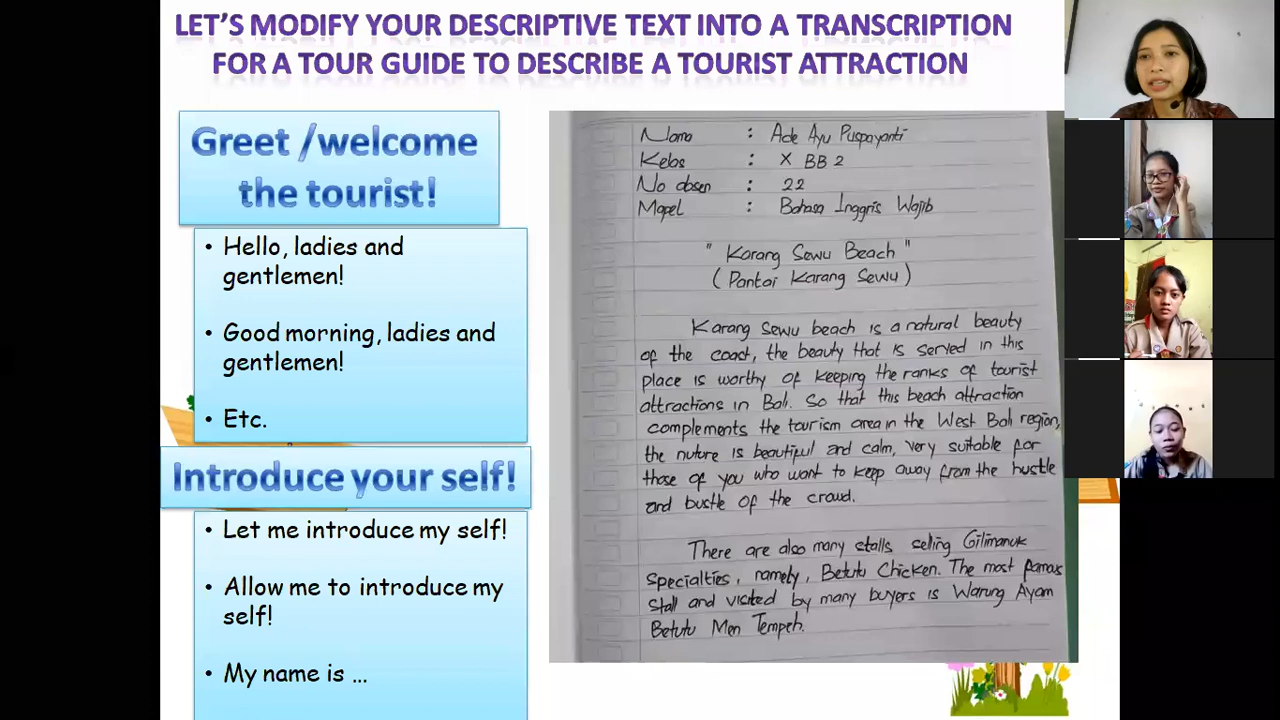 LET'S MODIFY YOUR DESCRIPTIVE TEXT INTO A TRANSCRIPTION
FOR A TOUR GUIDE TO DESCRIBE A TOURIST ATTRACTION
Greet /welcome
the tourist!
• Hello, ladies and
gentlemen!
• Good morning, ladies and
gentlemen!
• Etc.
Introduce your self!
• Let me introduce my self!
• Allow me to introduce my
self!
• My name is ...
Nama : Ade Ayu Puspayanti
Kelas : X BB 2
No absen : 22
Mapel : Bahasa Inggris Wajib
" Karang Sewu Beach "
( Pantai Karang Sewu )
Karang Sewu beach is a natural beauty
of the coact, the beauty that is served in this
place is worthy of keeping the ranks of tourist
attractions in Bali. So that this beach attraction
complements the tourism area in the West Bali region,
the nuture is beautiful and calm, very suitable for
those of you who want to keep away from the hustle
and bustle of the croud.
There are also many stalls seling Gilimanuk
specialties, namely, Betutu Chicken. The most famous
stall and visited by many buyers is Warung Ayam
Betutu Men Tempeh.